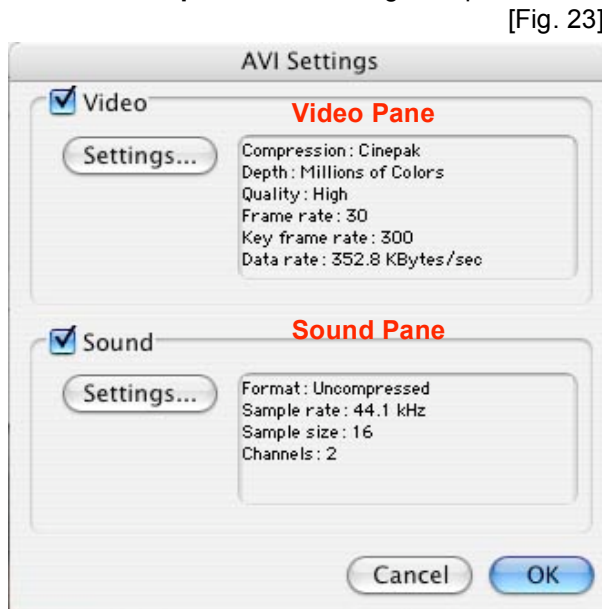 [Fig. 23]
AVI Settings
Video
Video Pane
Settings...
Compression : Cinepak
Depth : Millions of Colors
Quality : High
Frame rate : 30
Key frame rate : 300
Data rate : 352.8 KBytes/sec
Sound
Sound Pane
Settings...
Format : Uncompressed
Sample rate : 44.1 kHz
Sample size : 16
Channels : 2
Cancel OK